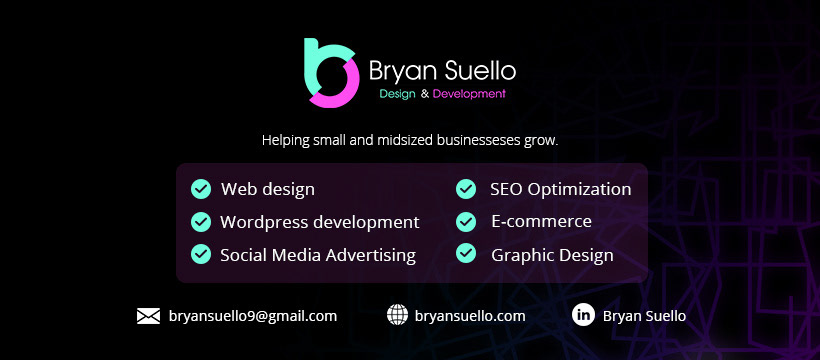 Bryan Suello
Design & Development
Helping small and midsized businesseses grow.
Web design
SEO Optimization
Wordpress development
E-commerce
Social Media Advertising
Graphic Design
bryansuello9@gmail.com
bryansuello.com
in Bryan Suello